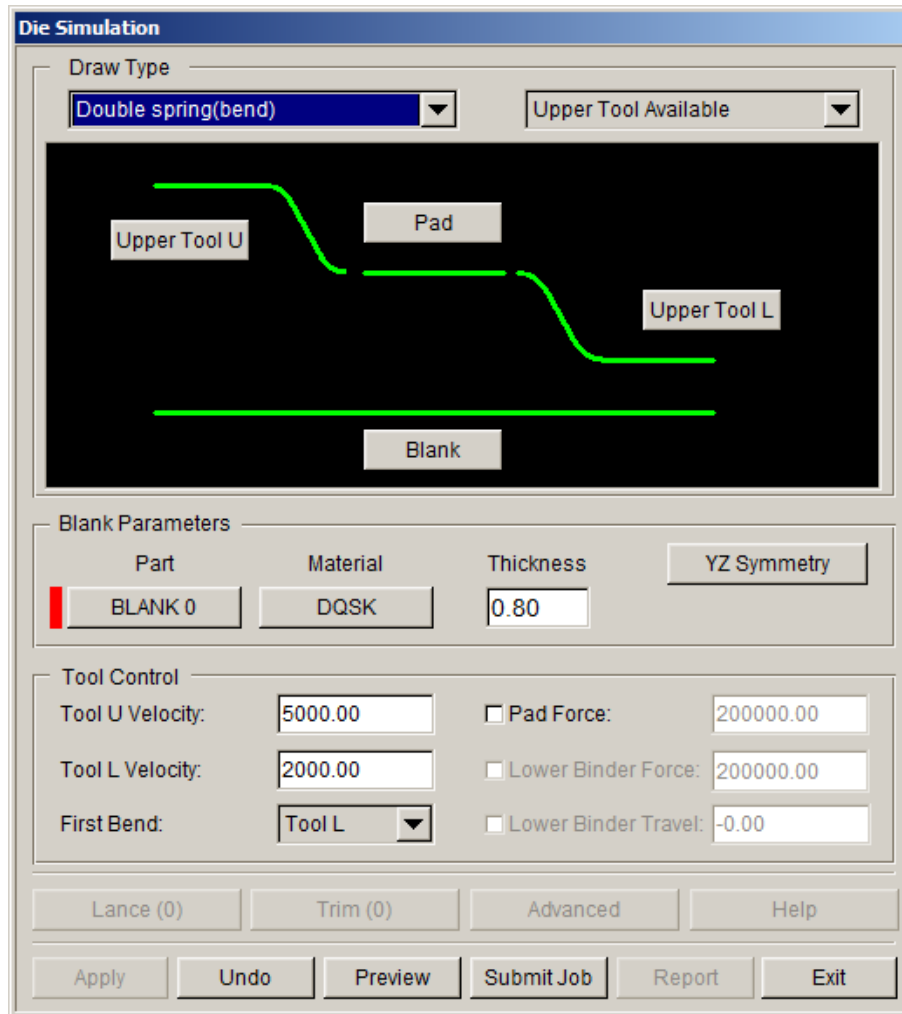 Die Simulation
Draw Type
Double spring(bend) Upper Tool Available
Pad
Upper Tool U
Upper Tool L
Blank
Blank Parameters
Part Material Thickness YZ Symmetry
BLANK 0 DQSK 0.80
Tool Control
Tool U Velocity: 5000.00 Pad Force: 200000.00
Tool L Velocity: 2000.00 Lower Binder Force: 200000.00
First Bend: Tool L Lower Binder Travel: -0.00
Lance (0) Trim (0) Advanced Help
Apply Undo Preview Submit Job Report Exit